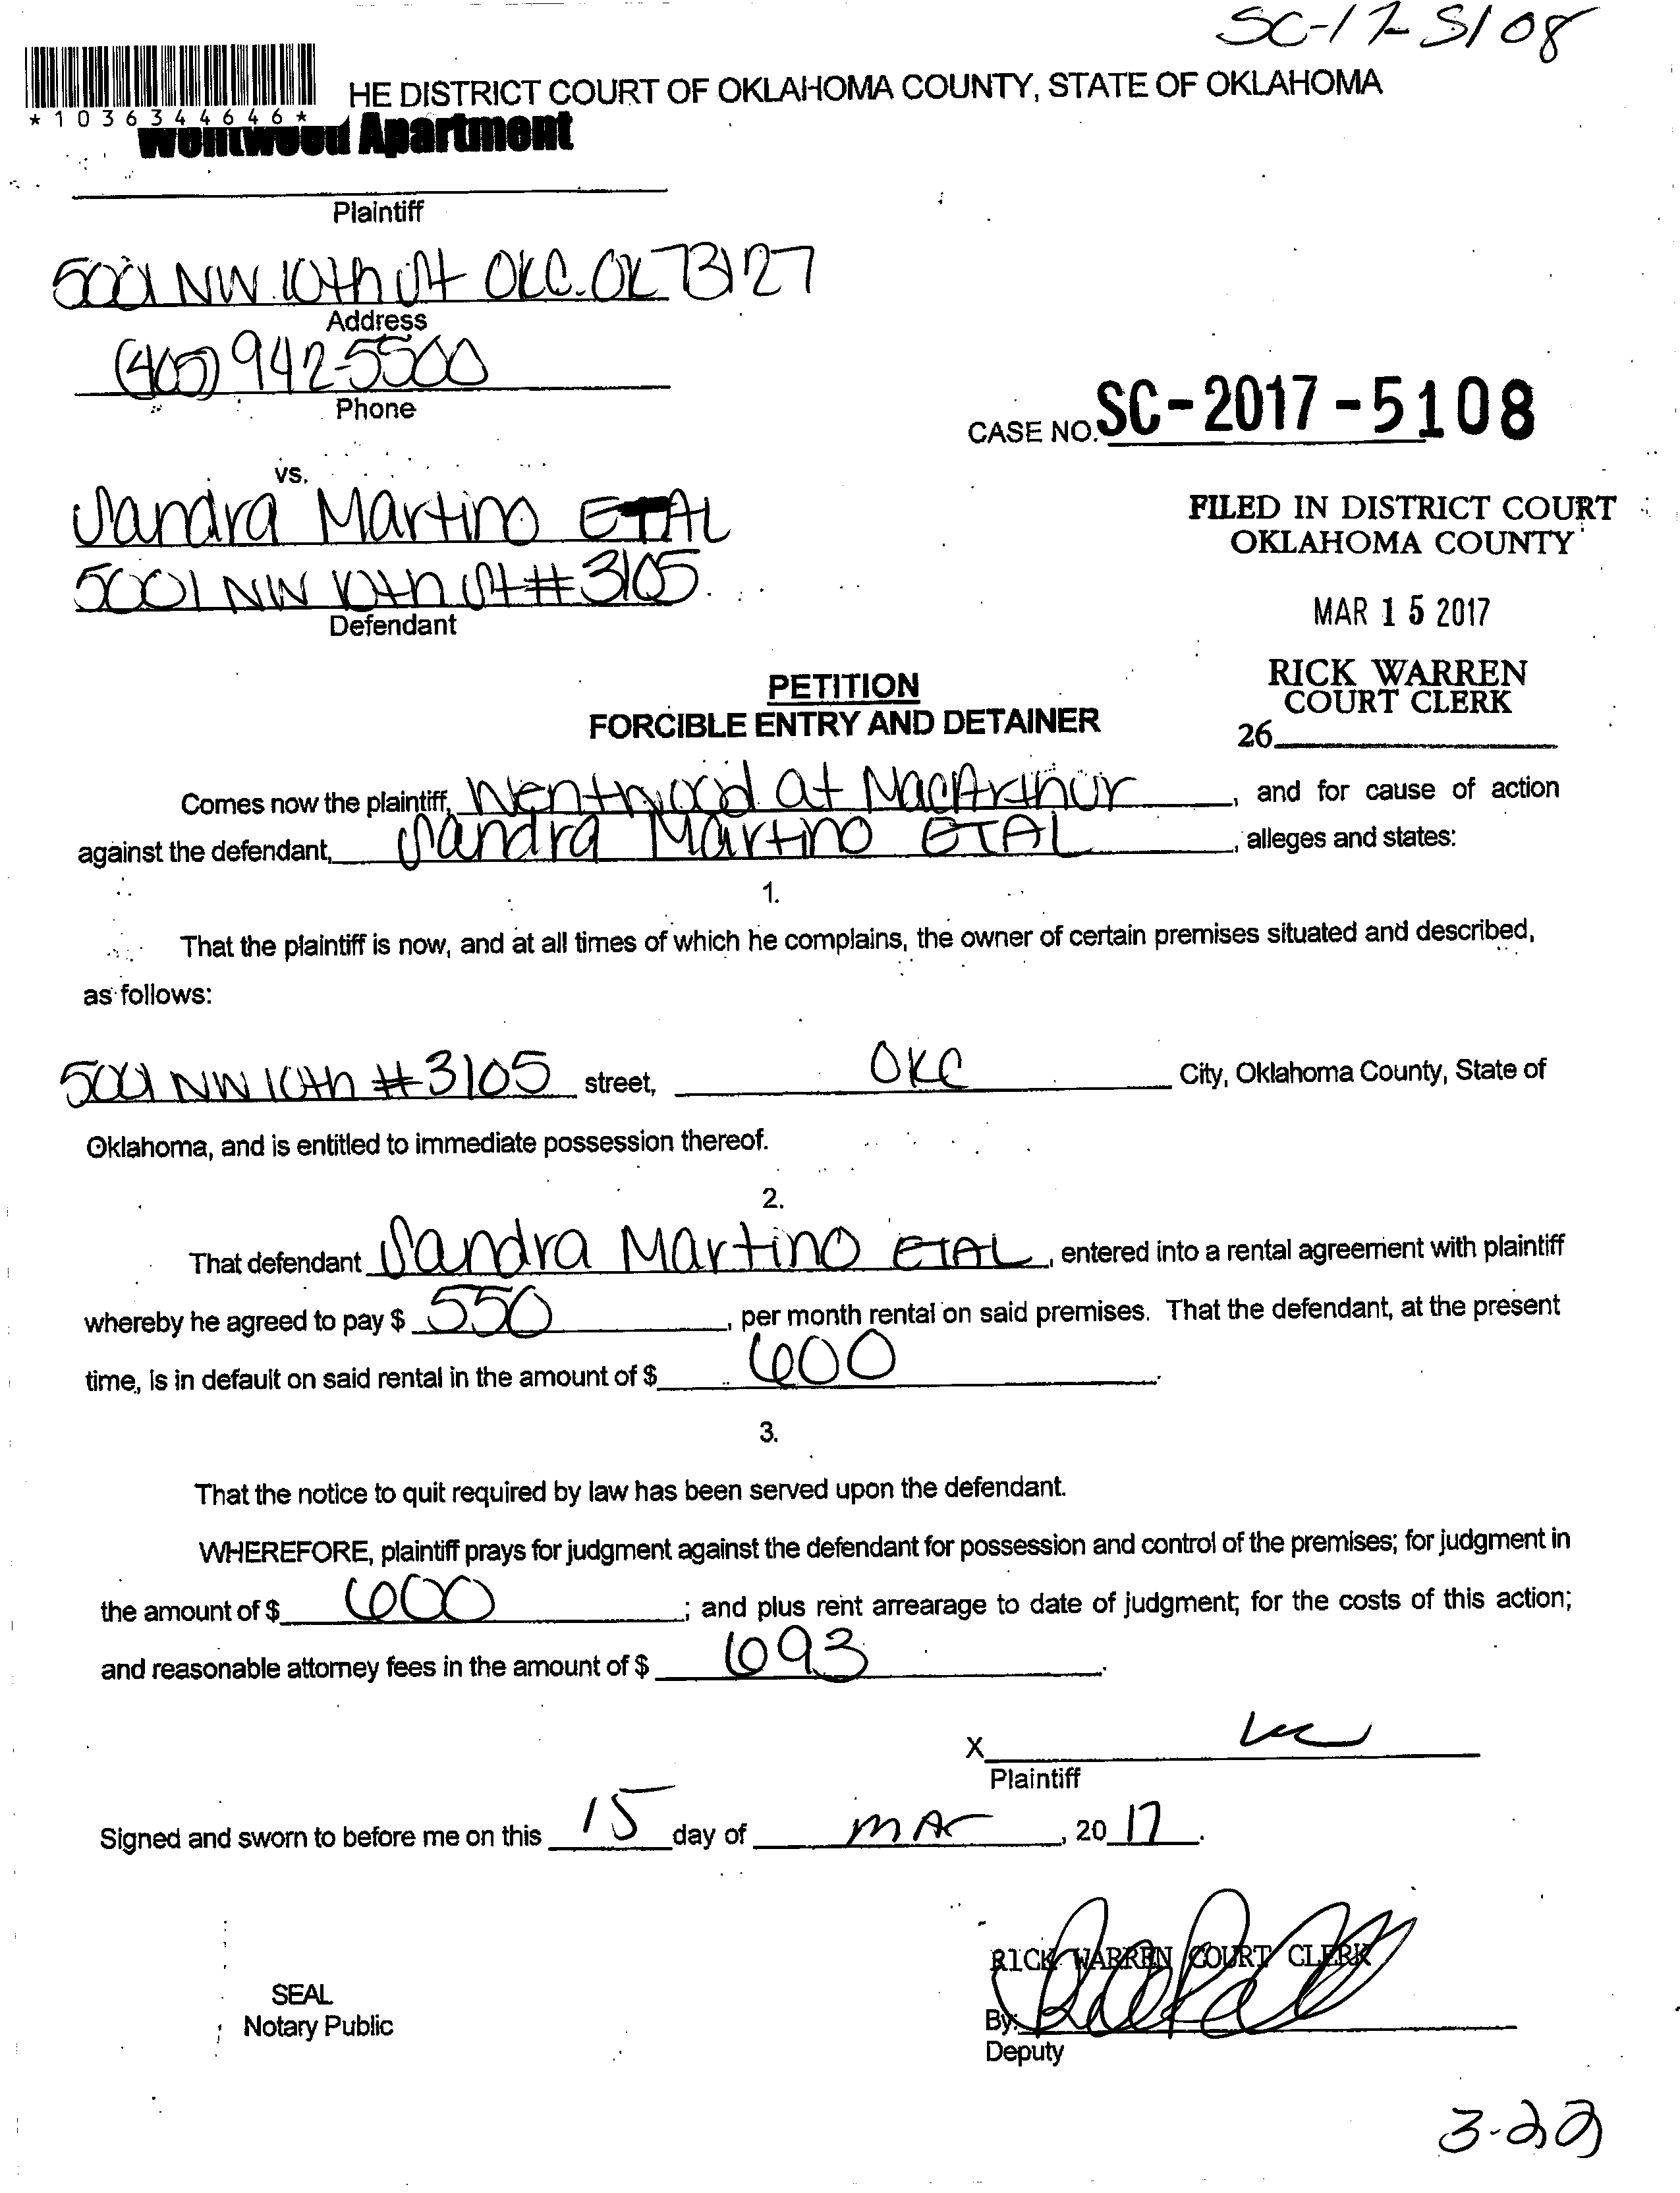 SC-17-5108
*1036344646*
HE DISTRICT COURT OF OKLAHOMA COUNTY, STATE OF OKLAHOMA
Wentwood Apartment
Plaintiff
5001 NW 10th St OKC. OK 73127
Address
(405) 942-5500
Phone
CASE NO. SC-2017-5108
vs.
Sandra Martino ETAL
5001 NW 10th St # 3105
Defendant
FILED IN DISTRICT COURT
OKLAHOMA COUNTY
MAR 15 2017
RICK WARREN
COURT CLERK
26
PETITION
FORCIBLE ENTRY AND DETAINER
Comes now the plaintiff, Wentwood at MacArthur, and for cause of action
against the defendant, Sandra Martino ETAL, alleges and states:
1.
That the plaintiff is now, and at all times of which he complains, the owner of certain premises situated and described,
as follows:
5001 NW 10th # 3105 street, OKC City, Oklahoma County, State of
Oklahoma, and is entitled to immediate possession thereof.
2.
That defendant Sandra Martino ETAL, entered into a rental agreement with plaintiff
whereby he agreed to pay $ 550, per month rental on said premises. That the defendant, at the present
time, is in default on said rental in the amount of $ 600.
3.
That the notice to quit required by law has been served upon the defendant.
WHEREFORE, plaintiff prays for judgment against the defendant for possession and control of the premises; for judgment in
the amount of $ 600; and plus rent arrearage to date of judgment; for the costs of this action;
and reasonable attorney fees in the amount of $ 693.
X
Plaintiff
Signed and sworn to before me on this 15 day of MAr, 20 17.
RICK WARREN COURT CLERK
SEAL
Notary Public
By:
Deputy
3-22